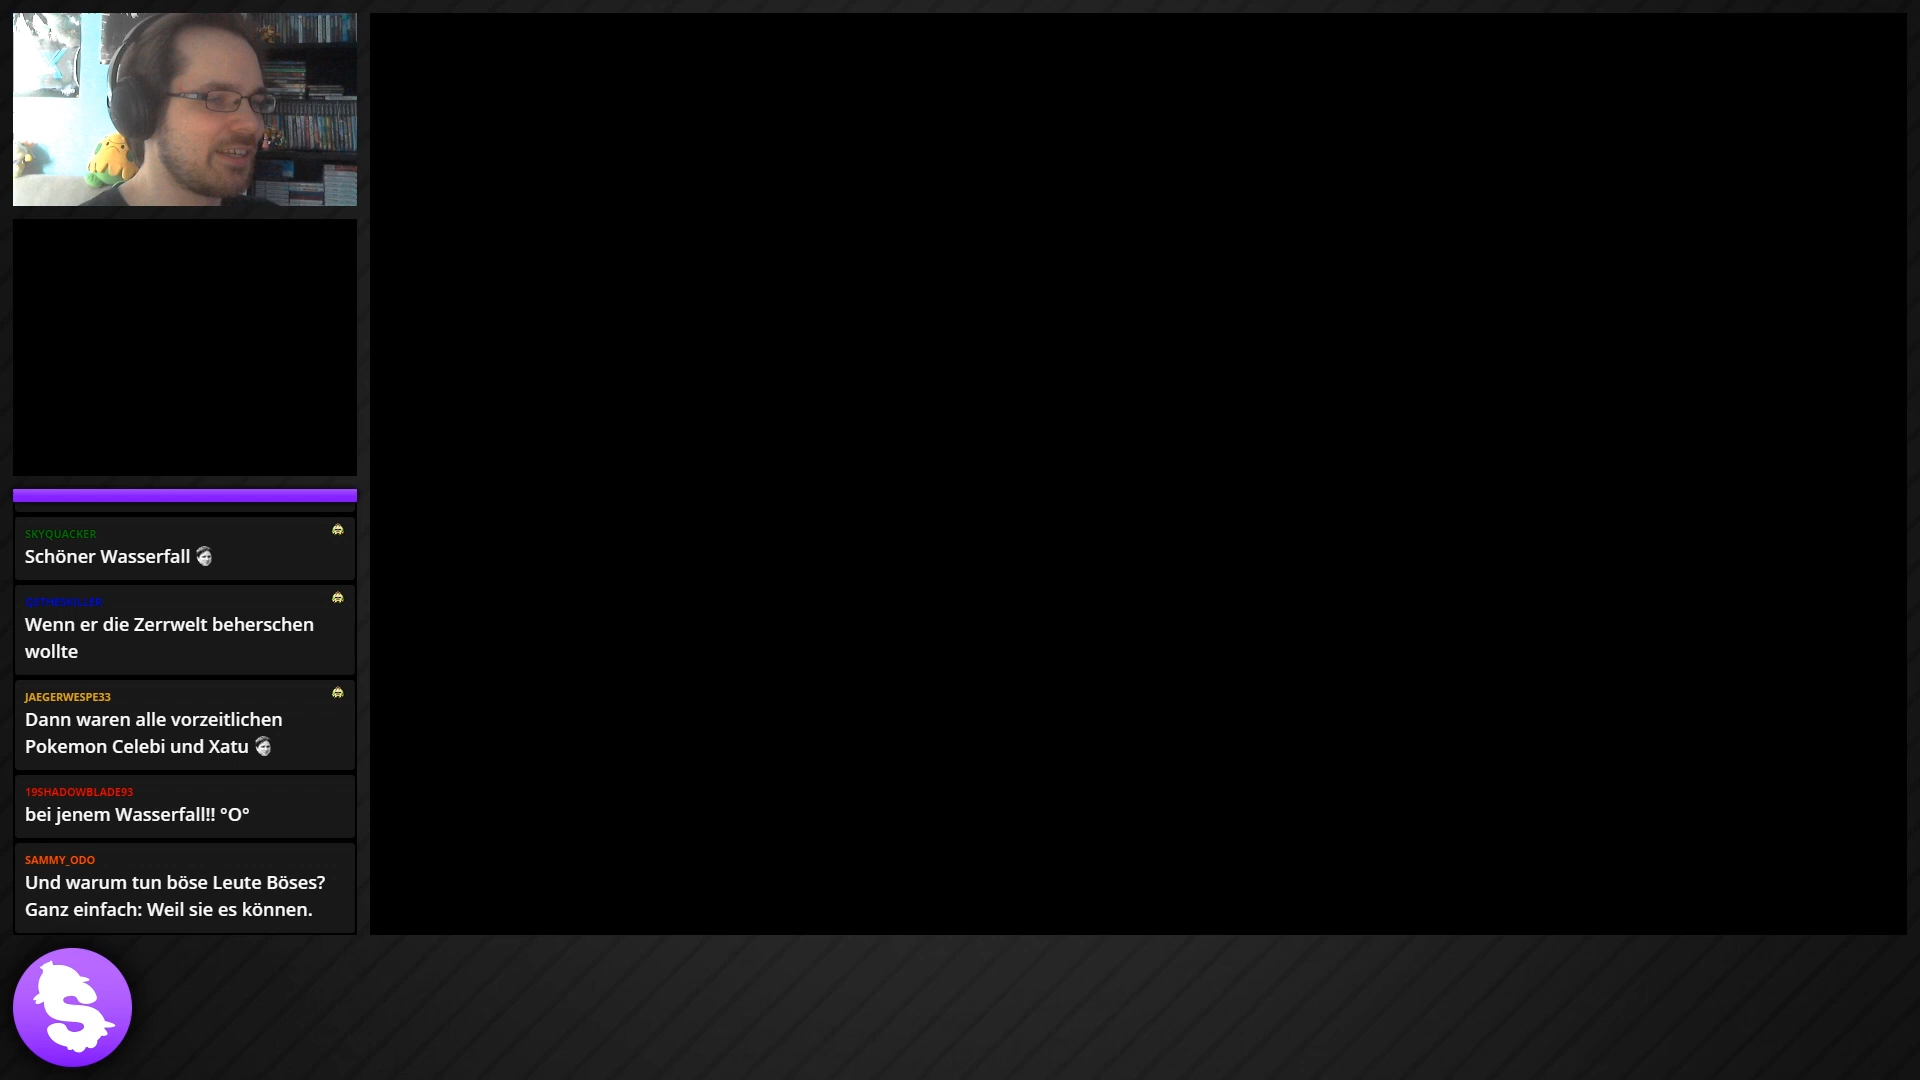 SKYQUACKER
Schöner Wasserfall
Wenn er die Zerrwelt beherschen
wollte
JAEGERWESPE33
Dann waren alle vorzeitlichen
Pokemon Celebi und Xatu
19SHADOWBLADE93
bei jenem Wasserfall!! °O°
SAMMY_ODO
Und warum tun böse Leute Böses?
Ganz einfach: Weil sie es können.